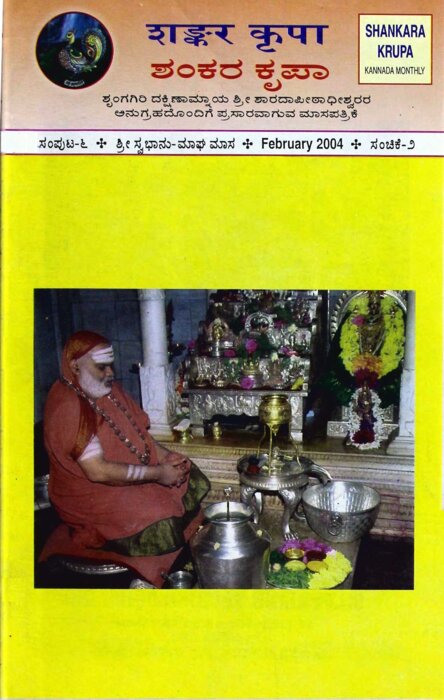 शङ्कर कृपा
ಶಂಕರ ಕೃಪಾ
SHANKARA
KRUPA
KANNADA MONTHLY
ಶೃಂಗಗಿರಿ ದಕ್ಷಿಣಾಮ್ನಾಯ ಶ್ರೀ ಶಾರದಾಪೀಠಾಧೀಶ್ವರರ
ಅನುಗ್ರಹದೊಂದಿಗೆ ಪ್ರಸಾರವಾಗುವ ಮಾಸಪತ್ರಿಕೆ
ಸಂಪುಟ-೬ ✢ ಶ್ರೀ ಸ್ವಭಾನು-ಮಾಘ ಮಾಸ ✢ February 2004 ✢ ಸಂಚಿಕೆ-೨